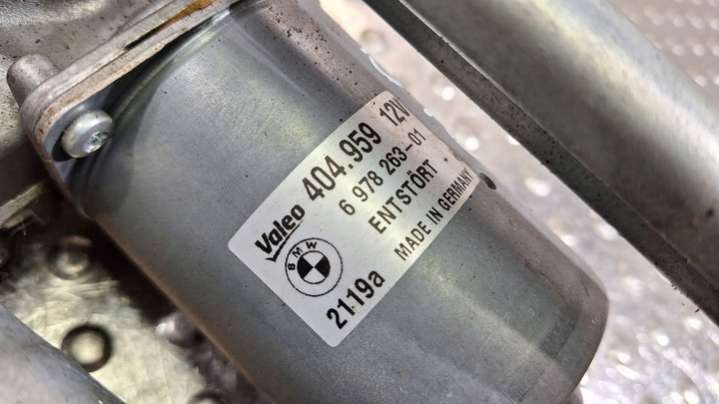 Valeo 404.959 12V
6 978 263-01
BMW
ENTSTÖRT
2119a MADE IN GERMANY